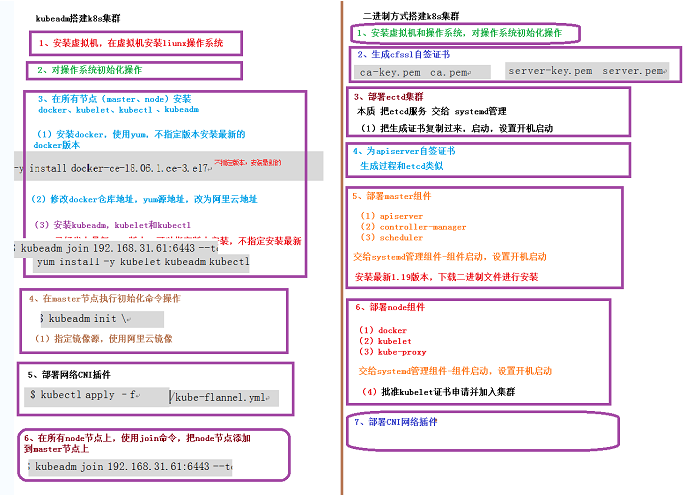 kubeadm搭建k8s集群
1、安装虚拟机，在虚拟机安装liunx操作系统
2、对操作系统初始化操作
3、在所有节点（master、node）安装
docker、kubelet、kubectl 、kubeadm
（1）安装docker，使用yum，不指定版本安装最新的
docker版本
-y install docker-ce-18.06.1.ce-3.el7
不指定版本，安装最新的
（2）修改docker仓库地址，yum源地址，改为阿里云地址
（3）安装kubeadm，kubelet和kubectl
安装，不指定安装最新
$ kubeadm join 192.168.31.61:6443 --t
yum install -y kubelet kubeadm kubectl
4、在master节点执行初始化命令操作
$ kubeadm init \
（1）指定镜像源，使用阿里云镜像
5、部署网络CNI插件
$ kubectl apply -f
/kube-flannel.yml
6、在所有node节点上，使用join命令，把node节点添加
到master节点上
$ kubeadm join 192.168.31.61:6443 --t
二进制方式搭建k8s集群
1、安装虚拟机和操作系统，对操作系统初始化操作
2、生成cfssl自签证书
ca-key.pem ca.pem
server-key.pem server.pem
3、部署ectd集群
本质 把etcd服务 交给 systemd管理
（1）把生成证书复制过来，启动，设置开机启动
4、为apiserver自签证书
生成过程和etcd类似
5、部署master组件
（1）apiserver
（2）controller-manager
（3）scheduler
交给systemd管理组件-组件启动，设置开机启动
安装最新1.19版本，下载二进制文件进行安装
6、部署node组件
（1）docker
（2）kubelet
（3）kube-proxy
交给systemd管理组件-组件启动，设置开机启动
（4）批准kubelet证书申请并加入集群
7、部署CNI网络插件